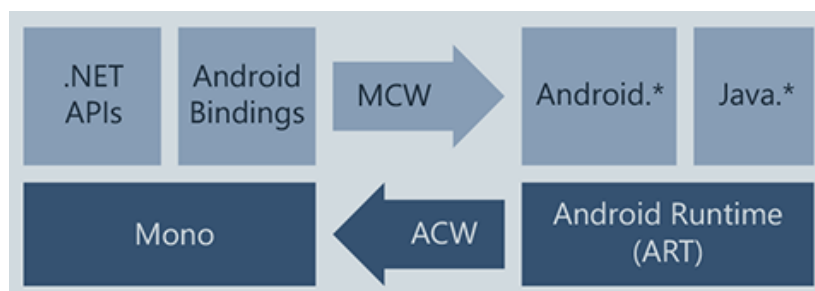 .NET
APIs
Android
Bindings
MCW
Android.*
Java.*
Mono
ACW
Android Runtime
(ART)